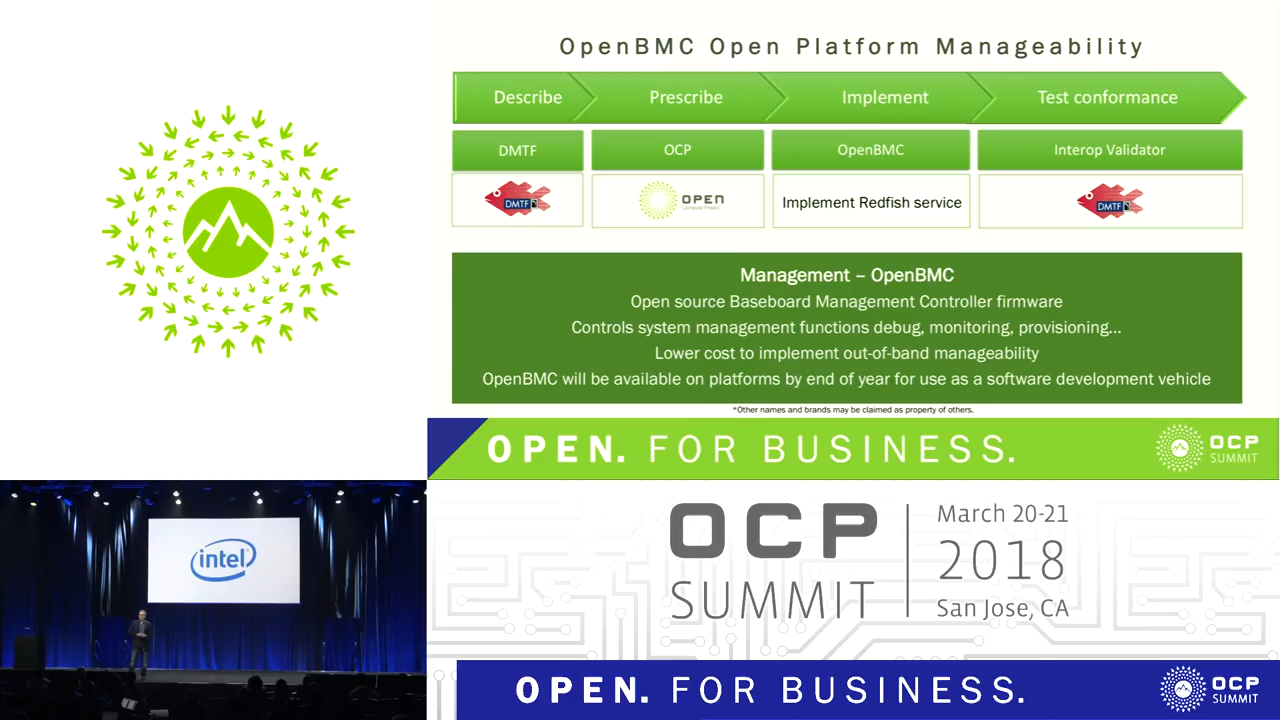 OpenBMC Open Platform Manageability
Describe
Prescribe
Implement
Test conformance
DMTF
OCP
OpenBMC
Interop Validator
DMTF
OPEN
Implement Redfish service
DMTF
Management – OpenBMC
Open source Baseboard Management Controller firmware
Controls system management functions debug, monitoring, provisioning...
Lower cost to implement out-of-band manageability
OpenBMC will be available on platforms by end of year for use as a software development vehicle
*Other names and brands may be claimed as property of others.
OPEN. FOR BUSINESS.
OCP
SUMMIT
intel
OCP
SUMMIT
March 20-21
2018
San Jose, CA
OPEN. FOR BUSINESS.
OCP
SUMMIT